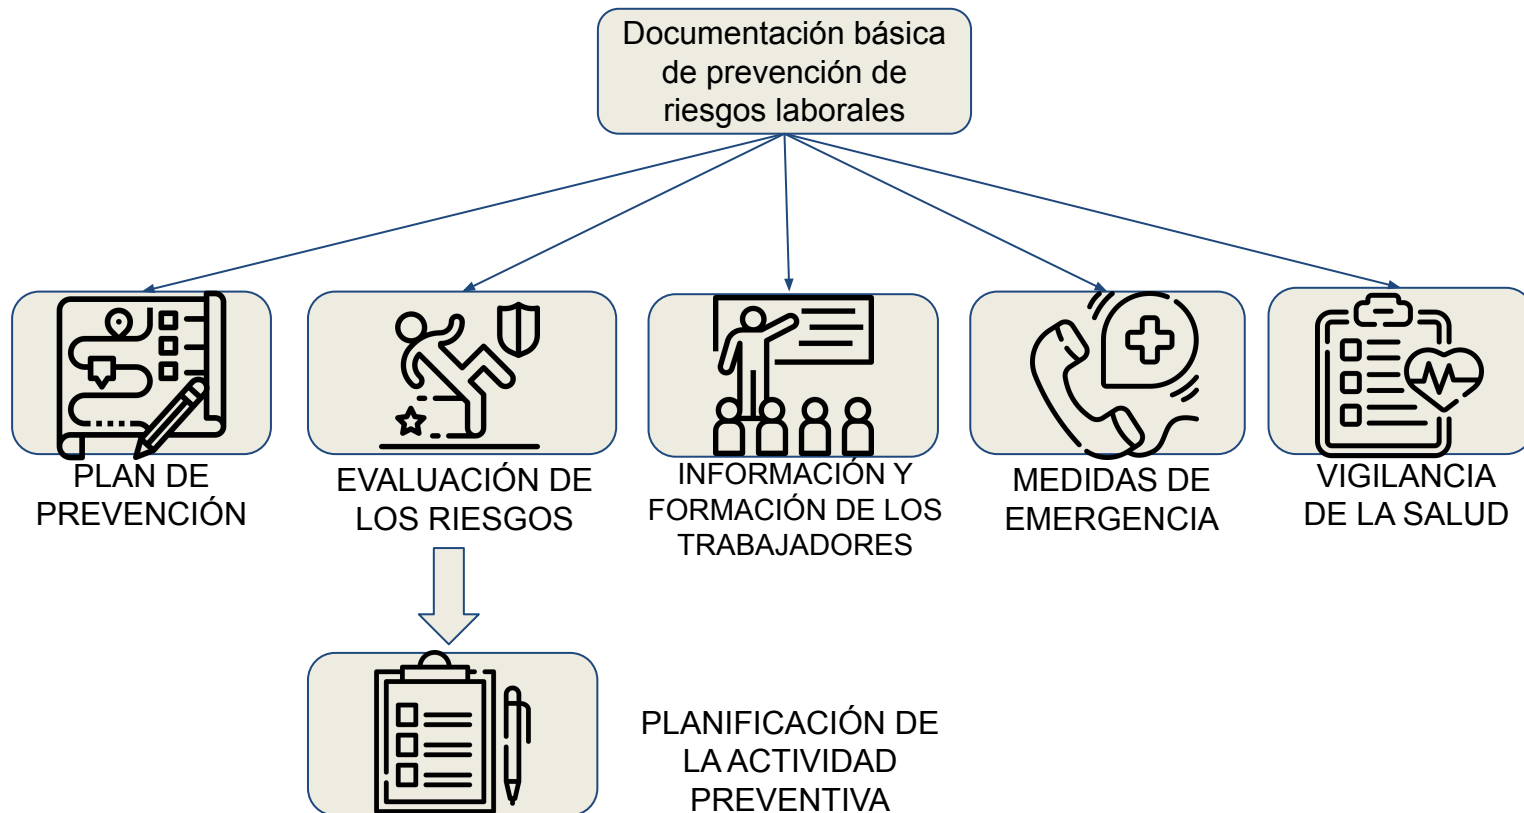 Documentación básica
de prevención de
riesgos laborales
PLAN DE
PREVENCIÓN
EVALUACIÓN DE
LOS RIESGOS
INFORMACIÓN Y
FORMACIÓN DE LOS
TRABAJADORES
MEDIDAS DE
EMERGENCIA
VIGILANCIA
DE LA SALUD
PLANIFICACIÓN DE
LA ACTIVIDAD
PREVENTIVA